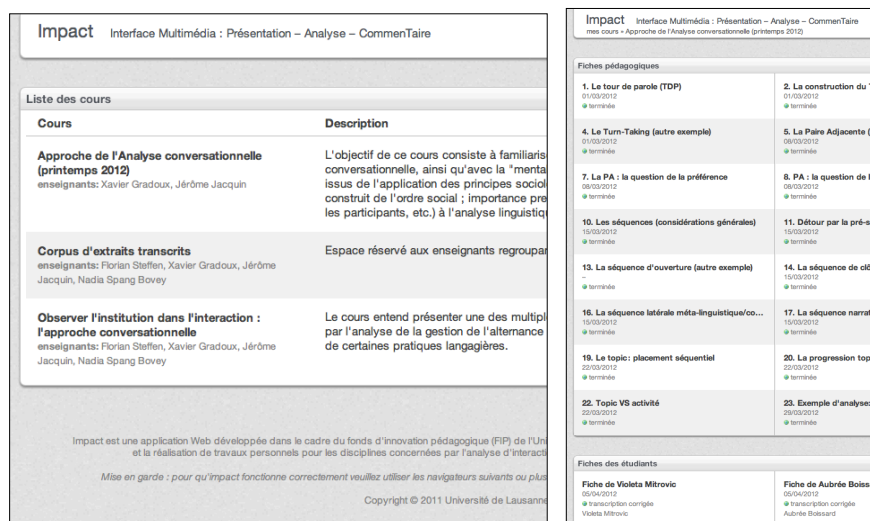 Impact Interface Multimédia : Présentation – Analyse – CommenTaire
Liste des cours
Cours Description
Approche de l'Analyse conversationnelle
(printemps 2012)
enseignants: Xavier Gradoux, Jérôme Jacquin
L'objectif de ce cours consiste à familiaris
conversationnelle, ainsi qu'avec la "menta
issus de l'application des principes sociol
construit de l'ordre social ; importance pre
les participants, etc.) à l'analyse linguistiq
Corpus d'extraits transcrits
enseignants: Florian Steffen, Xavier Gradoux, Jérôme
Jacquin, Nadia Spang Bovey
Espace réservé aux enseignants regroupar
Observer l'institution dans l'interaction :
l'approche conversationnelle
enseignants: Florian Steffen, Xavier Gradoux, Jérôme
Jacquin, Nadia Spang Bovey
Le cours entend présenter une des multipl
par l'analyse de la gestion de l'alternance
de certaines pratiques langagières.
Impact est une application Web développée dans le cadre du fonds d'innovation pédagogique (FIP) de l'Uni
et la réalisation de travaux personnels pour les disciplines concernées par l'analyse d'interacti
Mise en garde : pour qu'impact fonctionne correctement veuillez utiliser les navigateurs suivants ou plus
Copyright © 2011 Université de Lausanne
Impact Interface Multimédia : Présentation – Analyse – CommenTaire
mes cours » Approche de l'Analyse conversationnelle (printemps 2012)
Fiches pédagogiques
1. Le tour de parole (TDP)
01/03/2012
terminée
2. La construction du
01/03/2012
terminée
4. Le Turn-Taking (autre exemple)
01/03/2012
terminée
5. La Paire Adjacente (
08/03/2012
terminée
7. La PA : la question de la préférence
08/03/2012
terminée
8. PA : la question de l
08/03/2012
terminée
10. Les séquences (considérations générales)
15/03/2012
terminée
11. Détour par la pré-s
15/03/2012
terminée
13. La séquence d'ouverture (autre exemple)
–
terminée
14. La séquence de clô
15/03/2012
terminée
16. La séquence latérale méta-linguistique/co...
15/03/2012
terminée
17. La séquence narrat
15/03/2012
terminée
19. Le topic: placement séquentiel
22/03/2012
terminée
20. La progression top
22/03/2012
terminée
22. Topic VS activité
22/03/2012
terminée
23. Exemple d'analyse:
29/03/2012
terminée
Fiches des étudiants
Fiche de Violeta Mitrovic
05/04/2012
transcription corrigée
Violeta Mitrovic
Fiche de Aubrée Boiss
05/04/2012
transcription corrigée
Aubrée Boissard